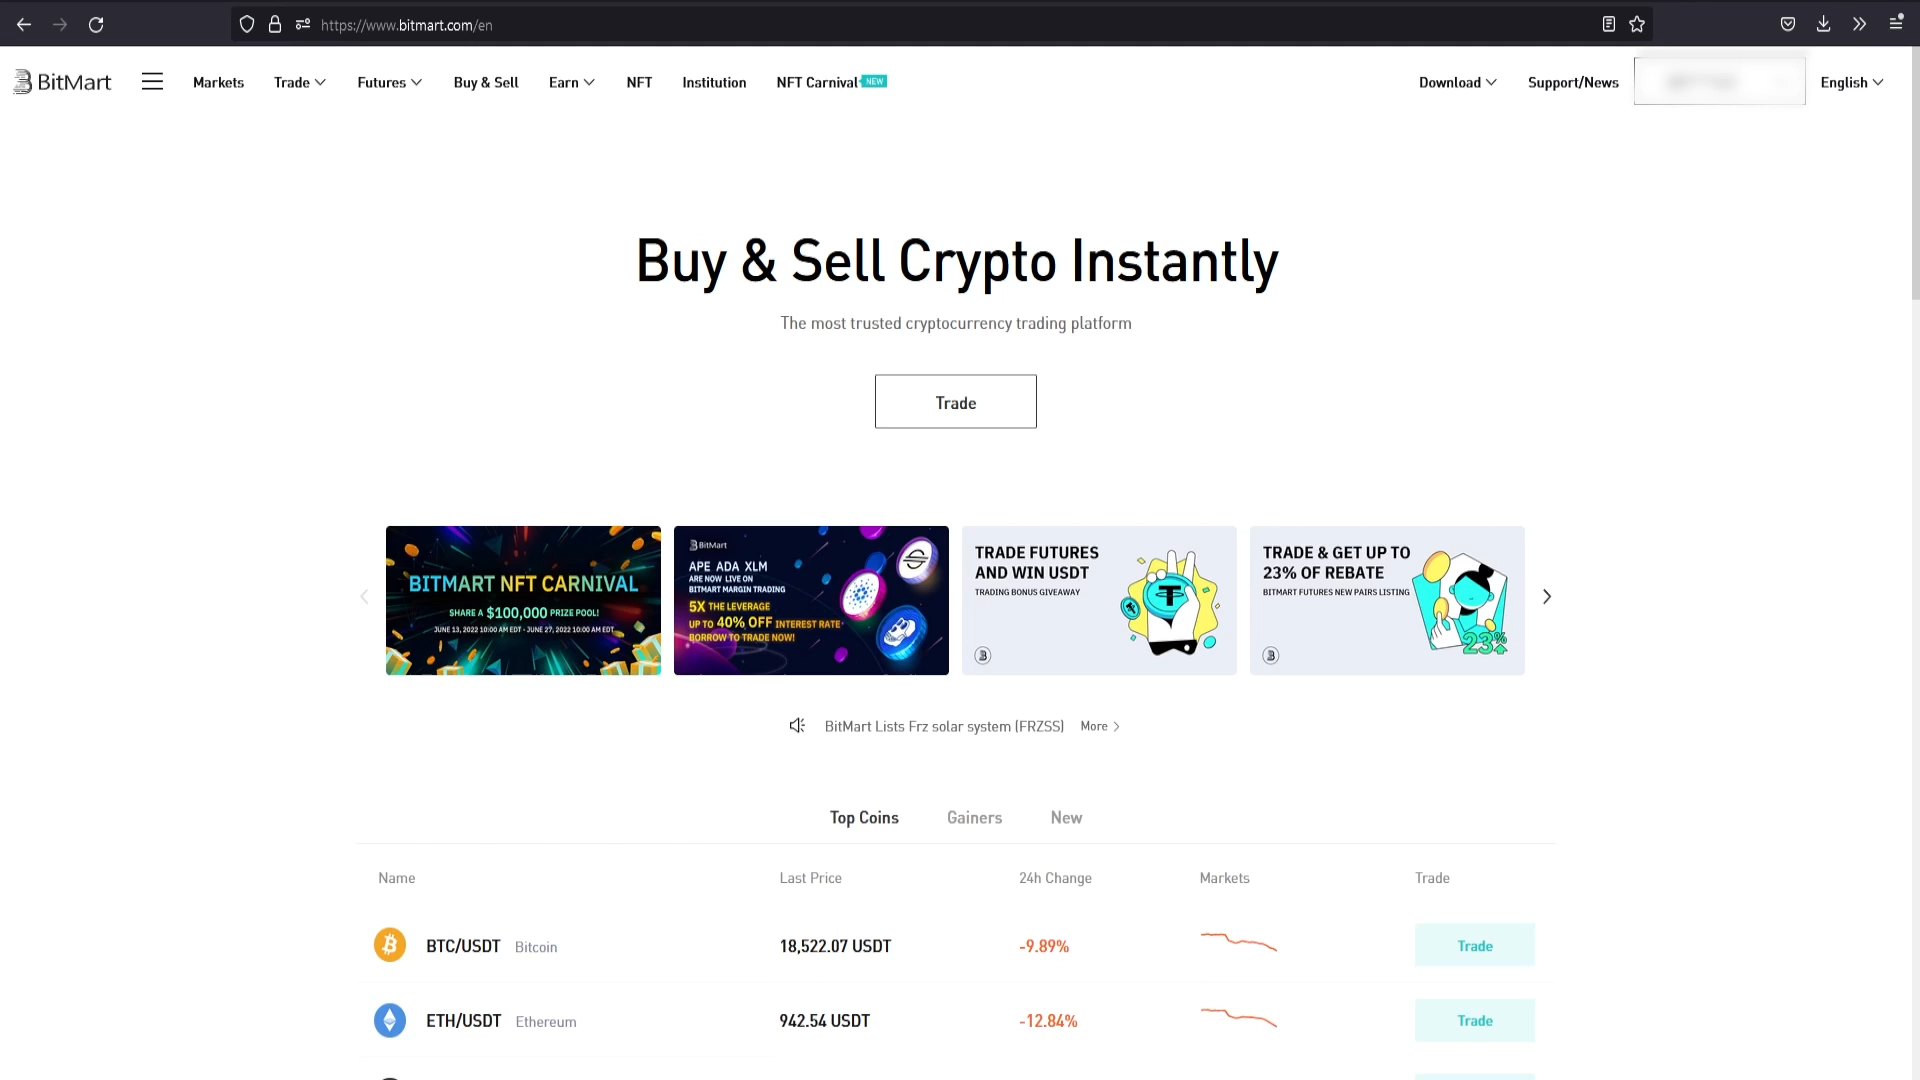 https://www.bitmart.com/en
BitMart
Markets
Trade
Futures
Buy & Sell
Earn
NFT
Institution
NFT Carnival NEW
Download
Support/News
English
Buy & Sell Crypto Instantly
The most trusted cryptocurrency trading platform
Trade
BITMART NFT CARNIVAL
SHARE A $100,000 PRIZE POOL!
JUNE 13, 2022 10:00 AM EDT - JUNE 27, 2022 10:00 AM EDT
BitMart
APE ADA XLM
ARE NOW LIVE ON
BITMART MARGIN TRADING
5X THE LEVERAGE
UP TO 40% OFF INTEREST RATE
BORROW TO TRADE NOW!
TRADE FUTURES
AND WIN USDT
TRADING BONUS GIVEAWAY
TRADE & GET UP TO
23% OF REBATE
BITMART FUTURES NEW PAIRS LISTING
23%
BitMart Lists Frz solar system (FRZSS) More
Top Coins Gainers New
Name Last Price 24h Change Markets Trade
BTC/USDT Bitcoin 18,522.07 USDT -9.89% Trade
ETH/USDT Ethereum 942.54 USDT -12.84% Trade